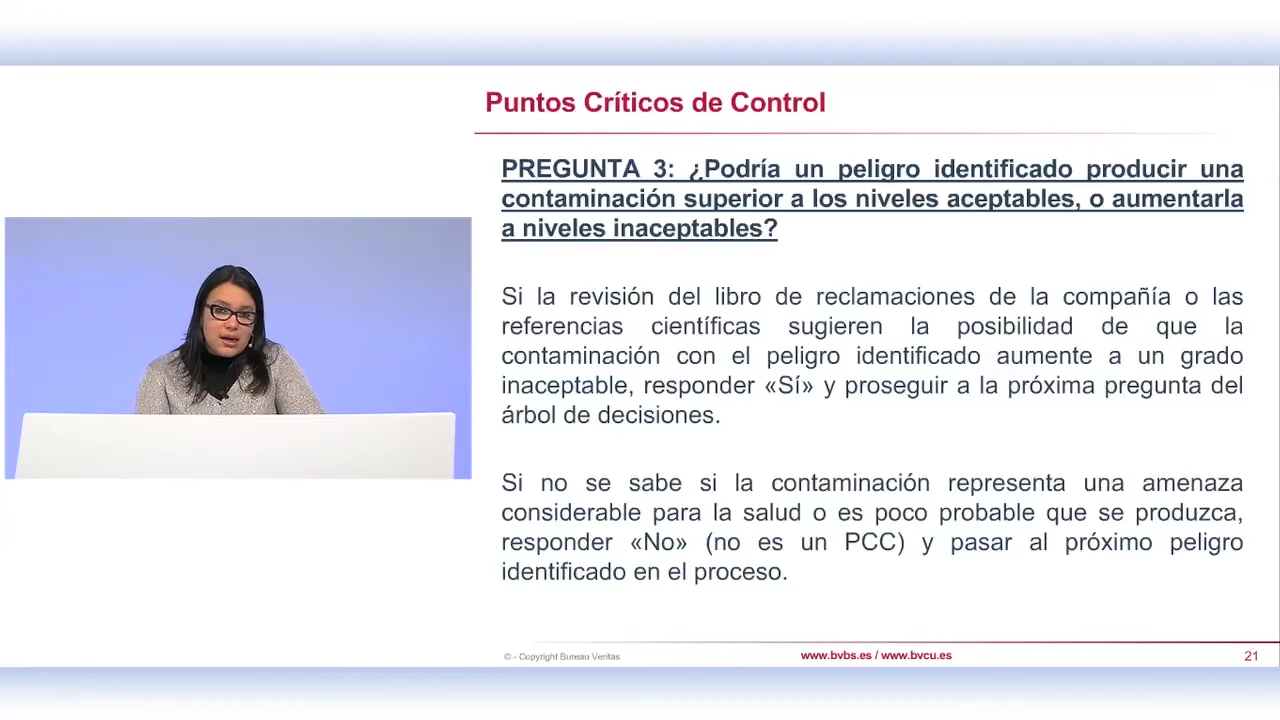 Puntos Críticos de Control
PREGUNTA 3: ¿Podría un peligro identificado producir una
contaminación superior a los niveles aceptables, o aumentarla
a niveles inaceptables?
Si la revisión del libro de reclamaciones de la compañía o las
referencias científicas sugieren la posibilidad de que la
contaminación con el peligro identificado aumente a un grado
inaceptable, responder «Sí» y proseguir a la próxima pregunta del
árbol de decisiones.
Si no se sabe si la contaminación representa una amenaza
considerable para la salud o es poco probable que se produzca,
responder «No» (no es un PCC) y pasar al próximo peligro
identificado en el proceso.
© - Copyright Bureau Veritas
www.bvbs.es / www.bvcu.es
21